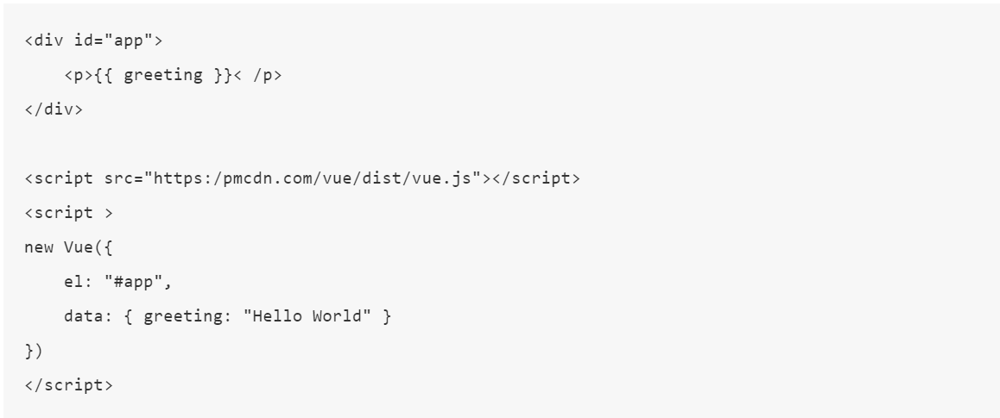 <div id="app">
    <p>{{ greeting }}< /p>
</div>

<script src="https:/pmcdn.com/vue/dist/vue.js"></script>
<script >
new Vue({
    el: "#app",
    data: { greeting: "Hello World" }
})
</script>